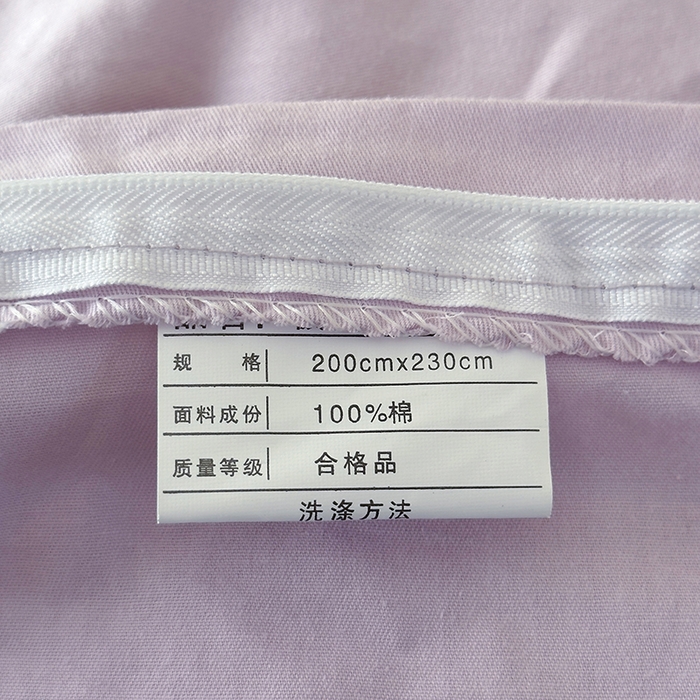 规 格 200cmx230cm
面料成份 100%棉
质量等级 合格品
洗涤方法